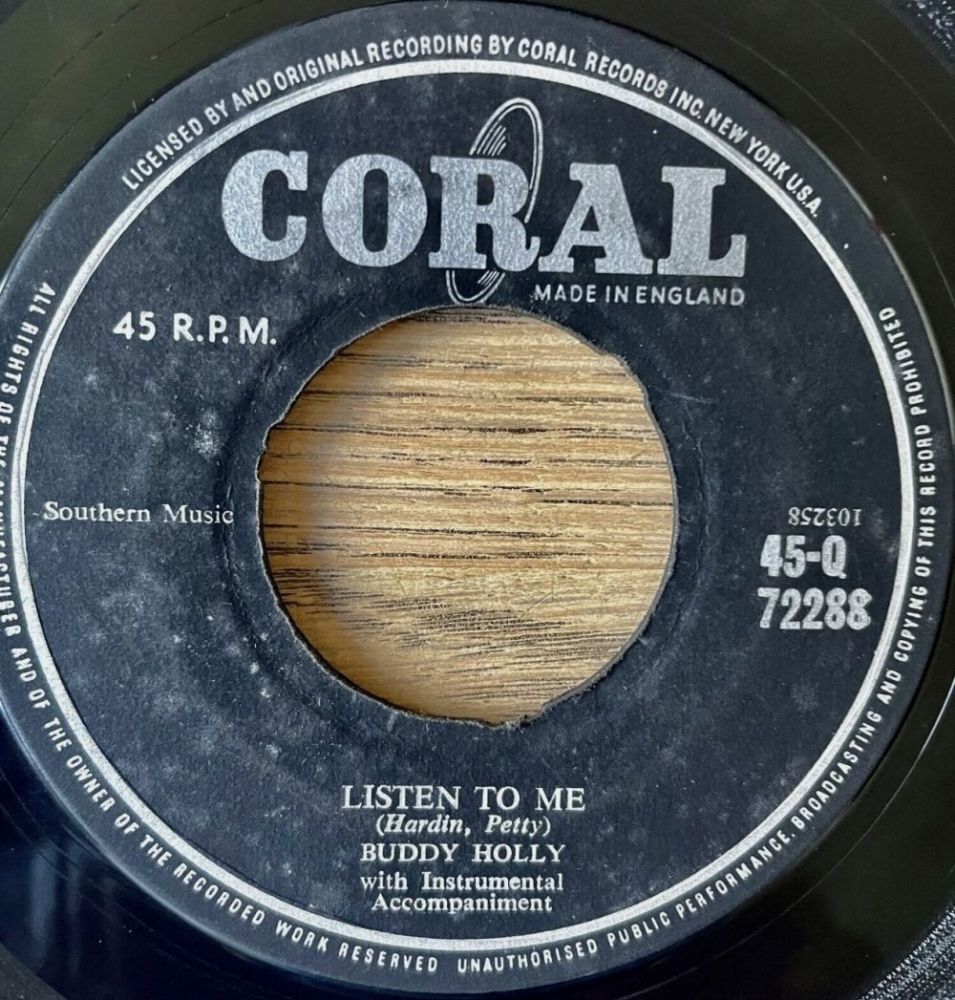 LICENSED BY AND ORIGINAL RECORDING BY CORAL RECORDS INC. NEW YORK U.S.A.
CORAL
MADE IN ENGLAND
45 R.P.M.
Southern Music
103258
45-Q
72288
LISTEN TO ME
(Hardin, Petty)
BUDDY HOLLY
with Instrumental
Accompaniment
ALL RIGHTS OF THE MANUFACTURER AND OF THE OWNER OF THE RECORDED WORK RESERVED
UNAUTHORISED PUBLIC PERFORMANCE. BROADCASTING AND COPYING OF THIS RECORD PROHIBITED